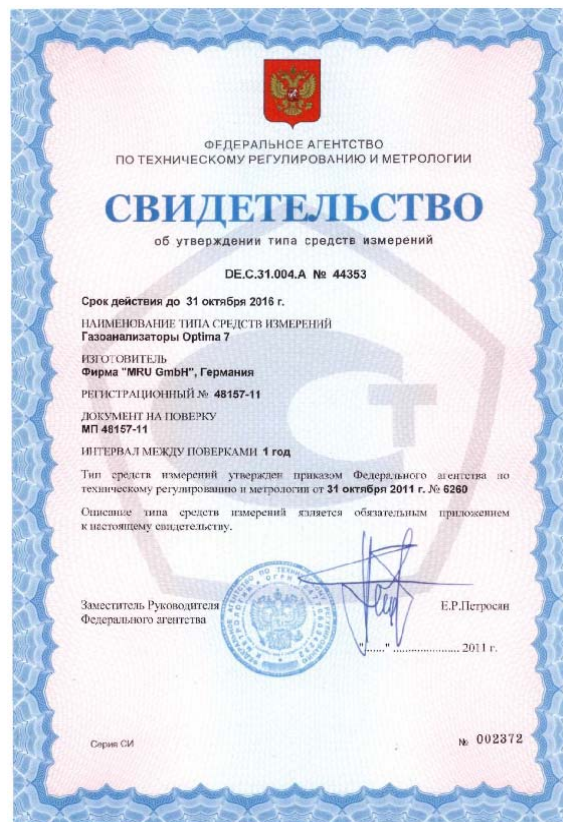 ФЕДЕРАЛЬНОЕ АГЕНТСТВО
ПО ТЕХНИЧЕСКОМУ РЕГУЛИРОВАНИЮ И МЕТРОЛОГИИ
СВИДЕТЕЛЬСТВО
об утверждении типа средств измерений
DE.C.31.004.A № 44353
Срок действия до 31 октября 2016 г.
НАИМЕНОВАНИЕ ТИПА СРЕДСТВ ИЗМЕРЕНИЙ
Газоанализаторы Optima 7
ИЗГОТОВИТЕЛЬ
Фирма "MRU GmbH", Германия
РЕГИСТРАЦИОННЫЙ № 48157-11
ДОКУМЕНТ НА ПОВЕРКУ
МП 48157-11
ИНТЕРВАЛ МЕЖДУ ПОВЕРКАМИ 1 год
Тип средств измерений утвержден приказом Федерального агентства по
техническому регулированию и метрологии от 31 октября 2011 г. № 6260
Описание типа средств измерений является обязательным приложением
к настоящему свидетельству.
Заместитель Руководителя
Федерального агентства
Е.Р.Петросян
"......" ..................... 2011 г.
Серия СИ
№ 002372